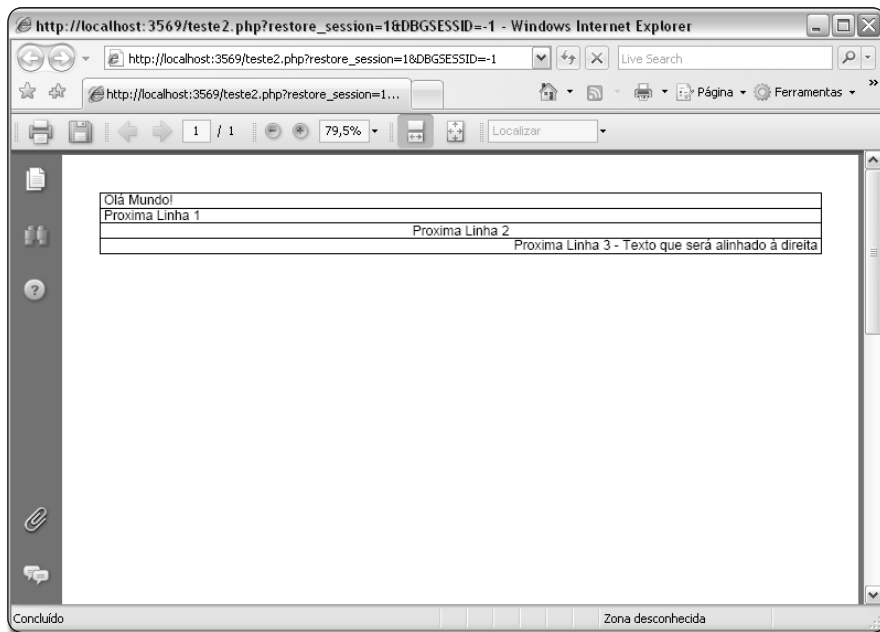 http://localhost:3569/teste2.php?restore_session=1&DBGSESSID=-1 - Windows Internet Explorer
http://localhost:3569/teste2.php?restore_session=1&DBGSESSID=-1
Live Search
http://localhost:3569/teste2.php?restore_session=1...
Página
Ferramentas
»
1 / 1
79,5%
Localizar
Olá Mundo!
Proxima Linha 1
Proxima Linha 2
Proxima Linha 3 - Texto que será alinhado à direita
Concluído
Zona desconhecida